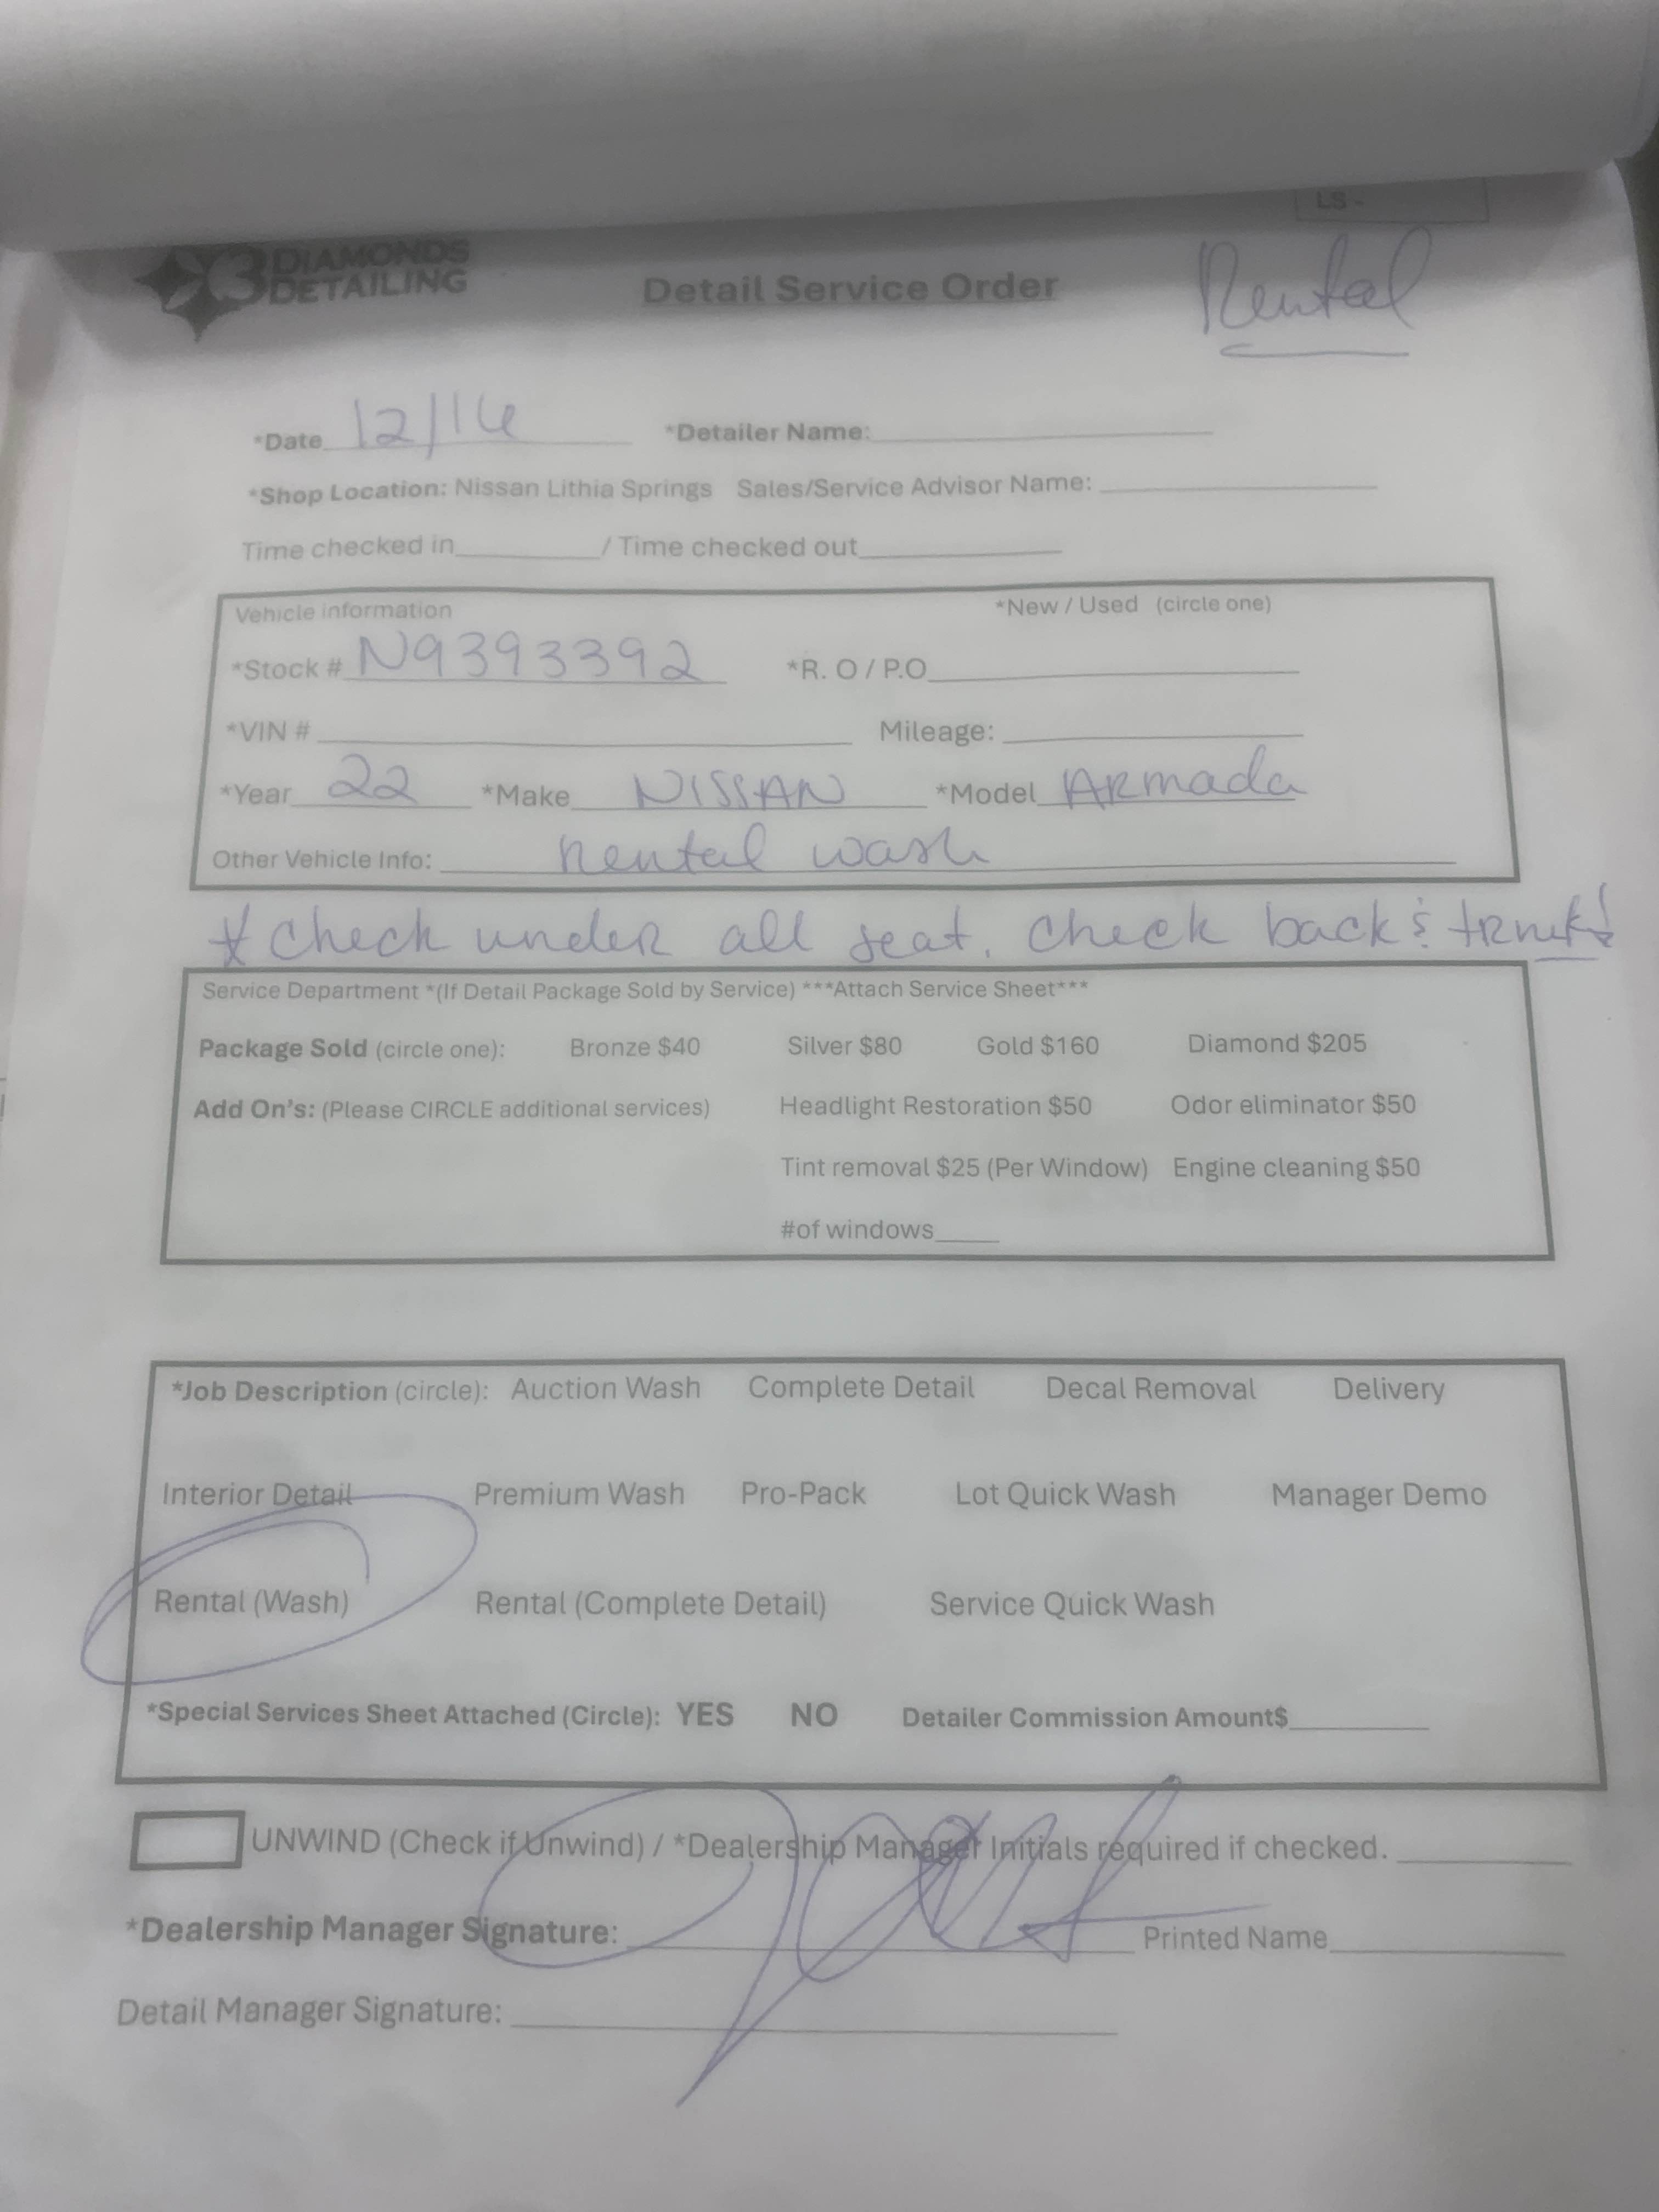 LS -
3 DIAMONDS
DETAILING
Detail Service Order
Rental
*Date 12/16 *Detailer Name:
*Shop Location: Nissan Lithia Springs Sales/Service Advisor Name:
Time checked in / Time checked out
Vehicle information *New / Used (circle one)
*Stock # N9393392 *R. O / P.O
*VIN # Mileage:
*Year 22 *Make NISSAN *Model ARmada
Other Vehicle Info: Rental wash
* Check undeR all seat. Check back & tRunk!
Service Department *(If Detail Package Sold by Service) ***Attach Service Sheet***
Package Sold (circle one): Bronze $40 Silver $80 Gold $160 Diamond $205
Add On's: (Please CIRCLE additional services) Headlight Restoration $50 Odor eliminator $50
Tint removal $25 (Per Window) Engine cleaning $50
#of windows
*Job Description (circle): Auction Wash Complete Detail Decal Removal Delivery
Interior Detail Premium Wash Pro-Pack Lot Quick Wash Manager Demo
Rental (Wash) Rental (Complete Detail) Service Quick Wash
*Special Services Sheet Attached (Circle): YES NO Detailer Commission Amount$
UNWIND (Check if Unwind) / *Dealership Manager Initials required if checked.
*Dealership Manager Signature: Printed Name
Detail Manager Signature: